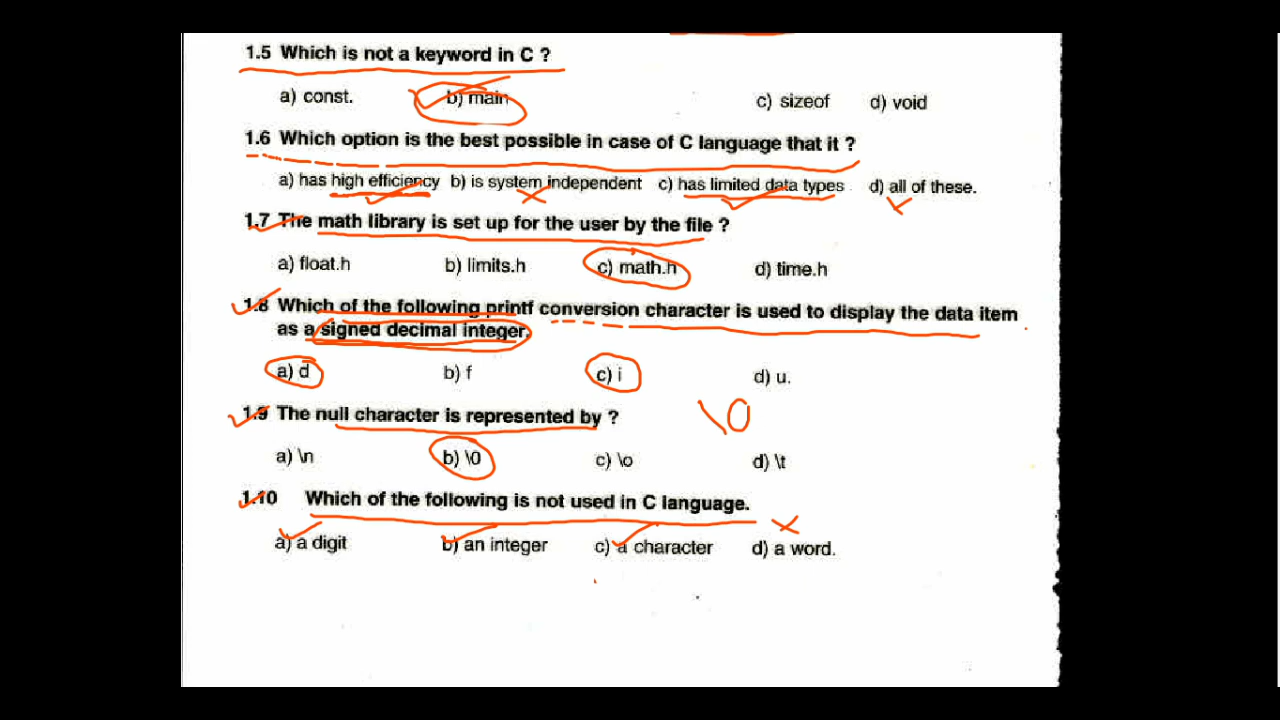 1.5 Which is not a keyword in C ?
a) const. b) main c) sizeof d) void
1.6 Which option is the best possible in case of C language that it ?
a) has high efficiency b) is system independent c) has limited data types d) all of these.
1.7 The math library is set up for the user by the file ?
a) float.h b) limits.h c) math.h d) time.h
1.8 Which of the following printf conversion character is used to display the data item
as a signed decimal integer.
a) d b) f c) i d) u.
1.9 The null character is represented by ?
\0
a) \n b) \0 c) \o d) \t
1.10 Which of the following is not used in C language.
a) a digit b) an integer c) a character d) a word.